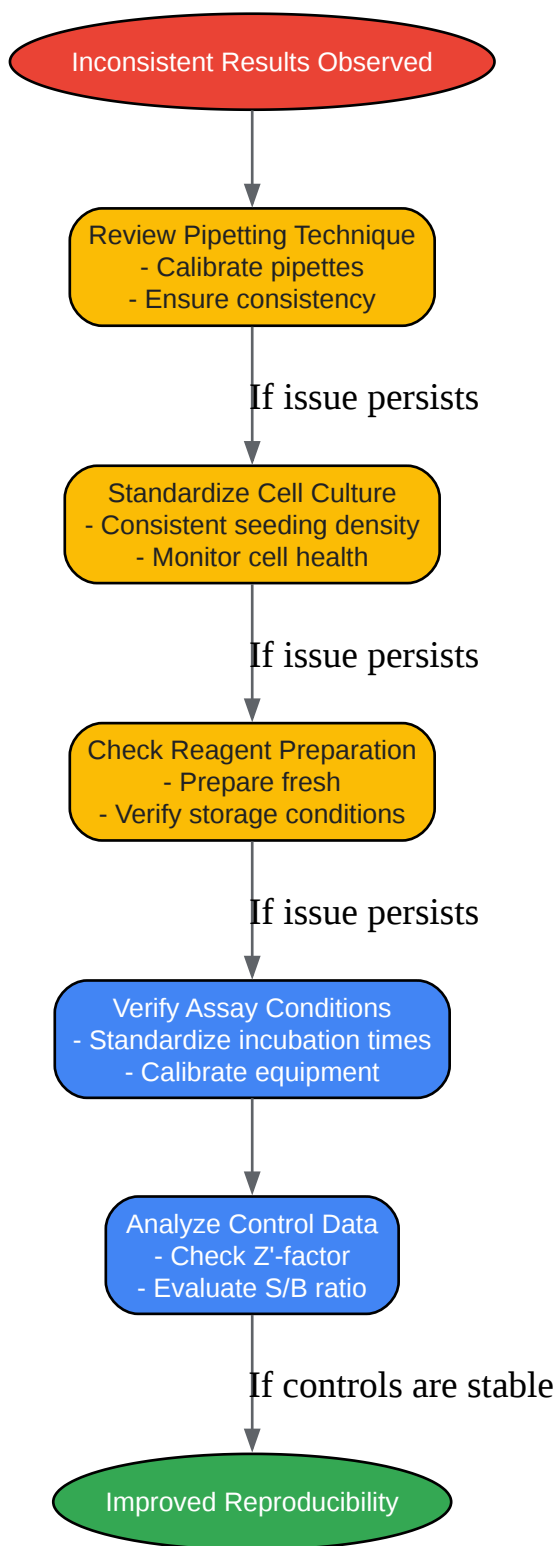 Inconsistent Results Observed
Review Pipetting Technique
- Calibrate pipettes
- Ensure consistency
If issue persists
Standardize Cell Culture
- Consistent seeding density
- Monitor cell health
If issue persists
Check Reagent Preparation
- Prepare fresh
- Verify storage conditions
If issue persists
Verify Assay Conditions
- Standardize incubation times
- Calibrate equipment
Analyze Control Data
- Check Z'-factor
- Evaluate S/B ratio
If controls are stable
Improved Reproducibility